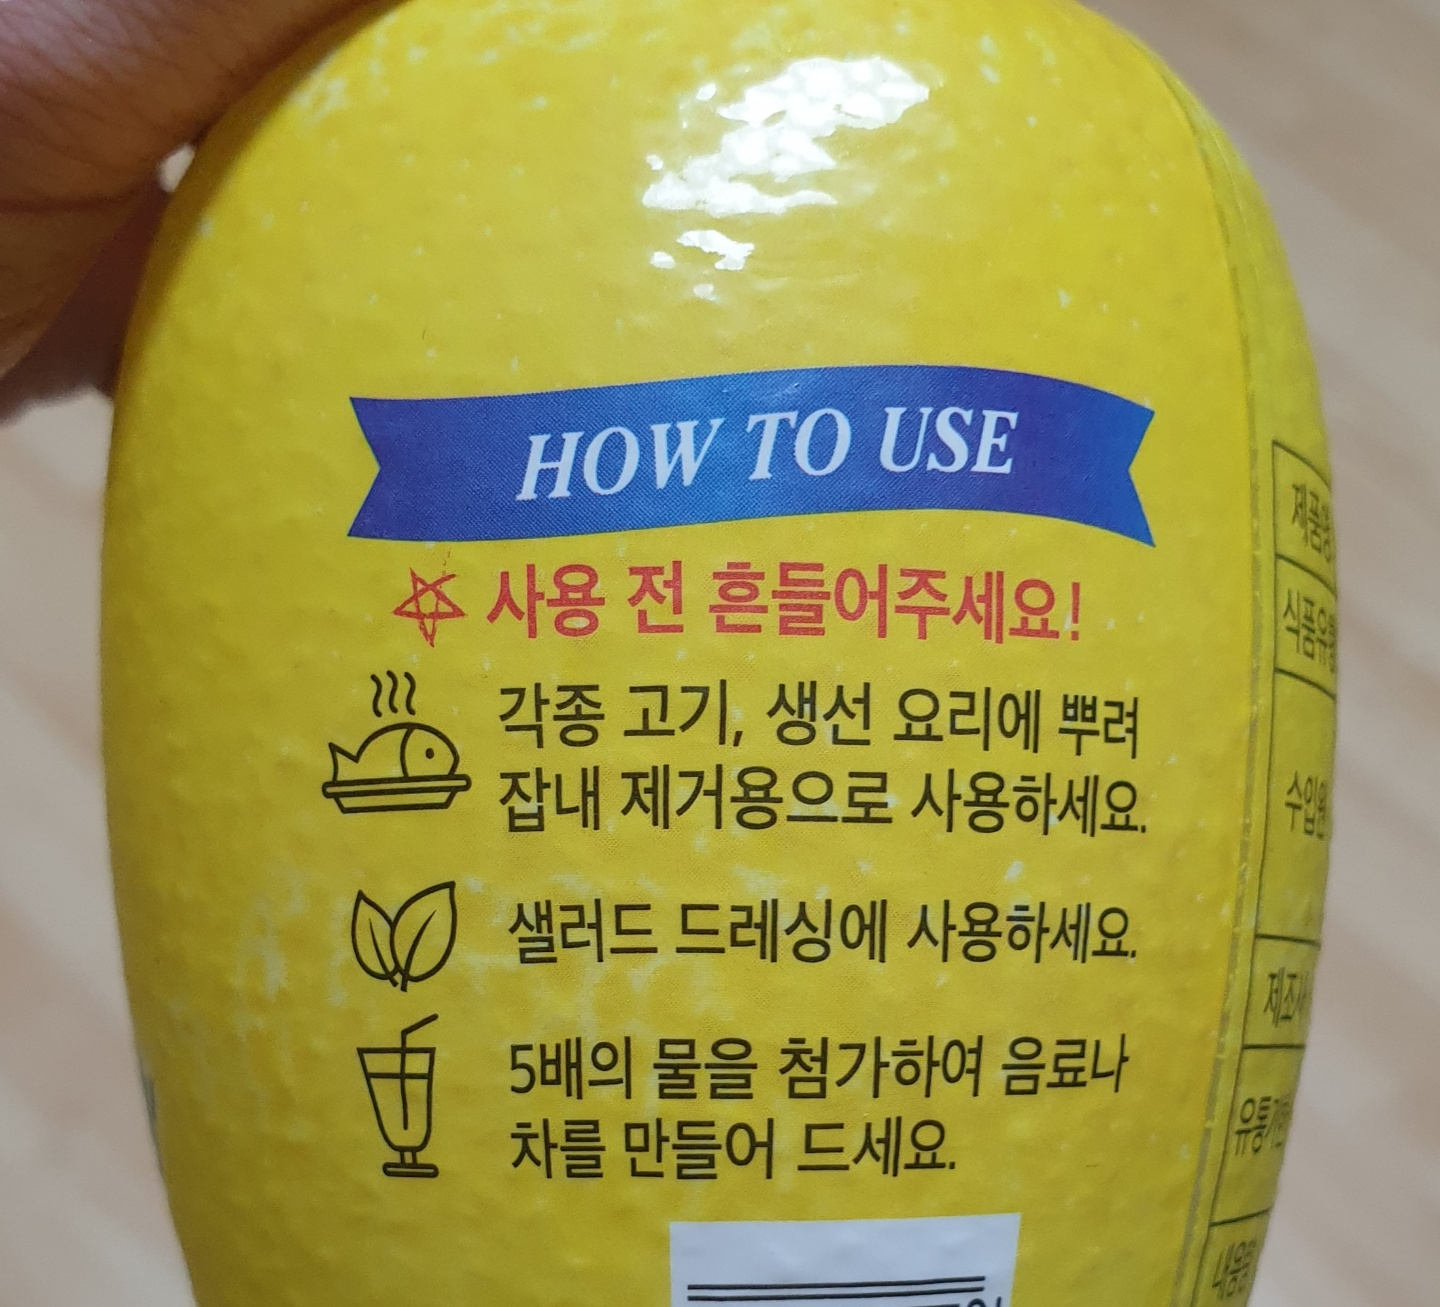 HOW TO USE
사용 전 흔들어주세요!
각종 고기, 생선 요리에 뿌려
잡내 제거용으로 사용하세요.
샐러드 드레싱에 사용하세요.
5배의 물을 첨가하여 음료나
차를 만들어 드세요.